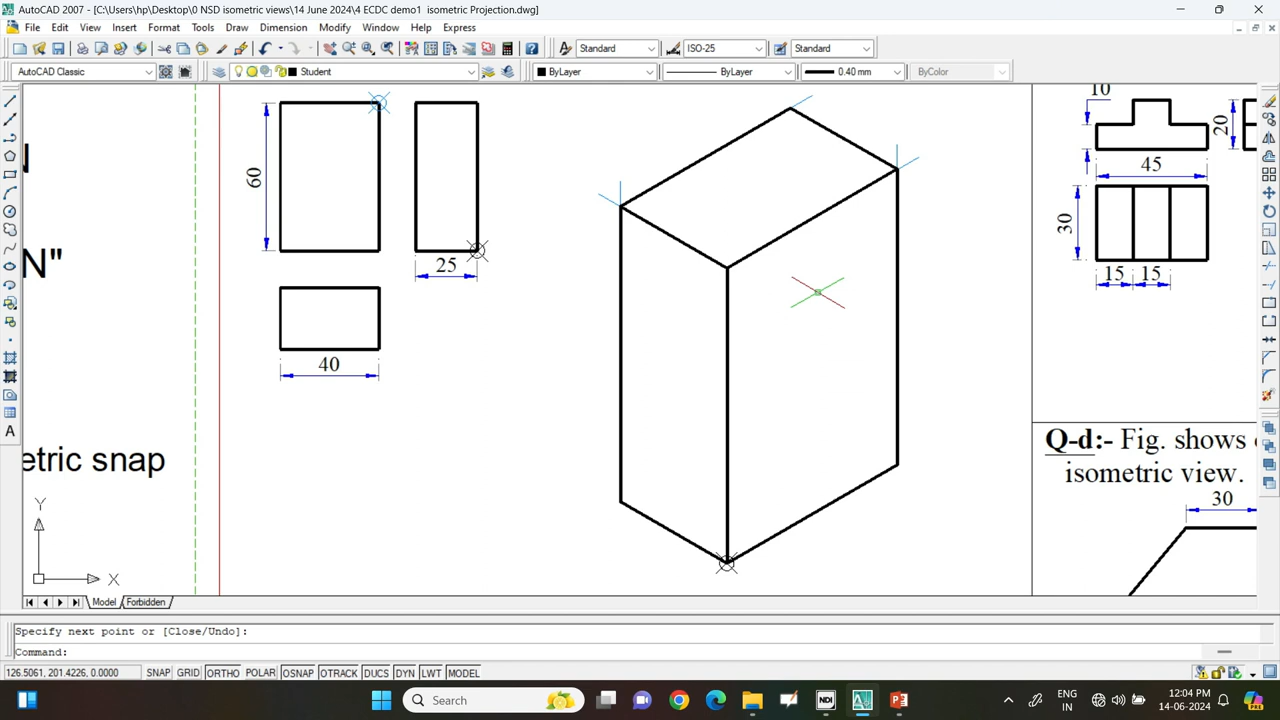 AutoCAD 2007 - [C:\Users\hp\Desktop\0 NSD isometric views\14 June 2024\4 ECDC demo1 isometric Projection.dwg]
File Edit View Insert Format Tools Draw Dimension Modify Window Help Express
Standard ISO-25 Standard
AutoCAD Classic Student ByLayer ByLayer 0.40 mm ByColor
10
20
45
60
25
30
15 15
40
N"
Q-d:- Fig. shows
isometric view.
etric snap
30
Y
X
Model Forbidden
Specify next point or [Close/Undo]:
Command:
126.5061, 201.4226, 0.0000 SNAP GRID ORTHO POLAR OSNAP OTRACK DUCS DYN LWT MODEL
Search
ENG
IN
12:04 PM
14-06-2024